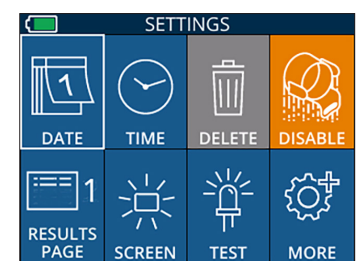 SETTINGS
1
DATE
TIME
DELETE
DISABLE
1
RESULTS
PAGE
SCREEN
TEST
MORE